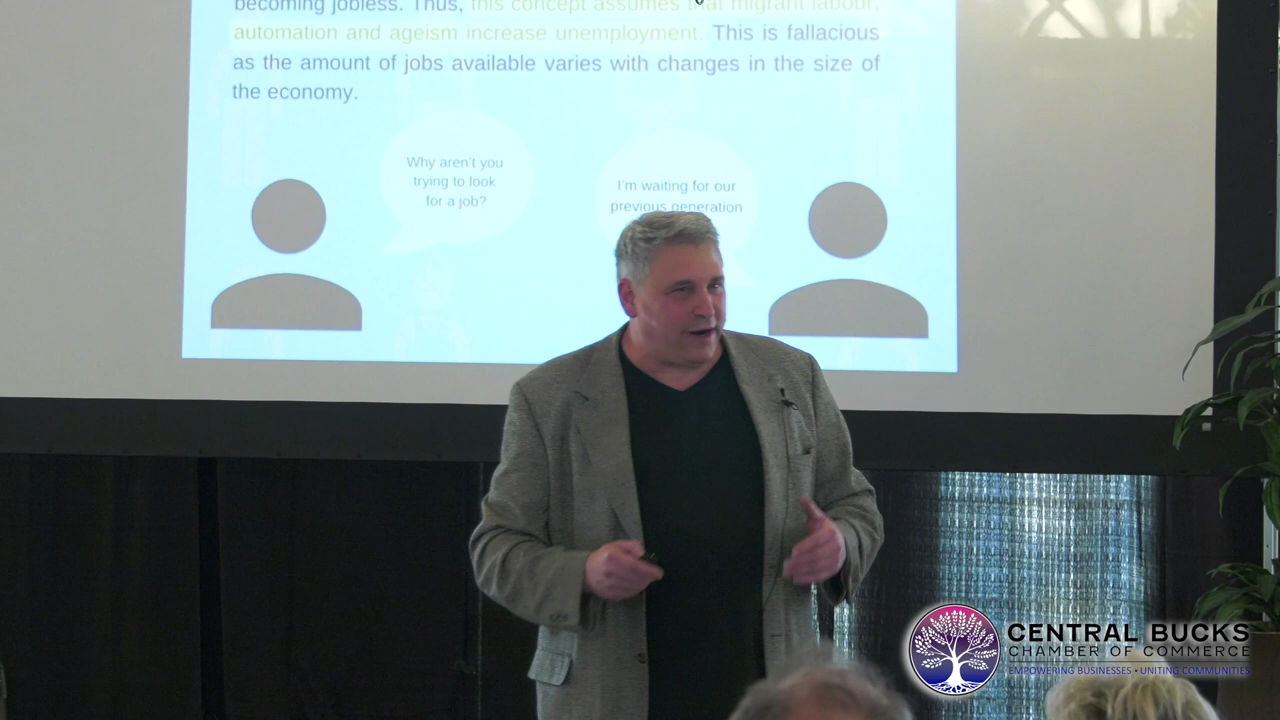 becoming jobless. Thus, this concept assumes that migrant labour,
automation and ageism increase unemployment. This is fallacious
as the amount of jobs available varies with changes in the size of
the economy.
Why aren't you
trying to look
for a job?
I'm waiting for our
previous generation
CENTRAL BUCKS
CHAMBER OF COMMERCE
EMPOWERING BUSINESSES • UNITING COMMUNITIES